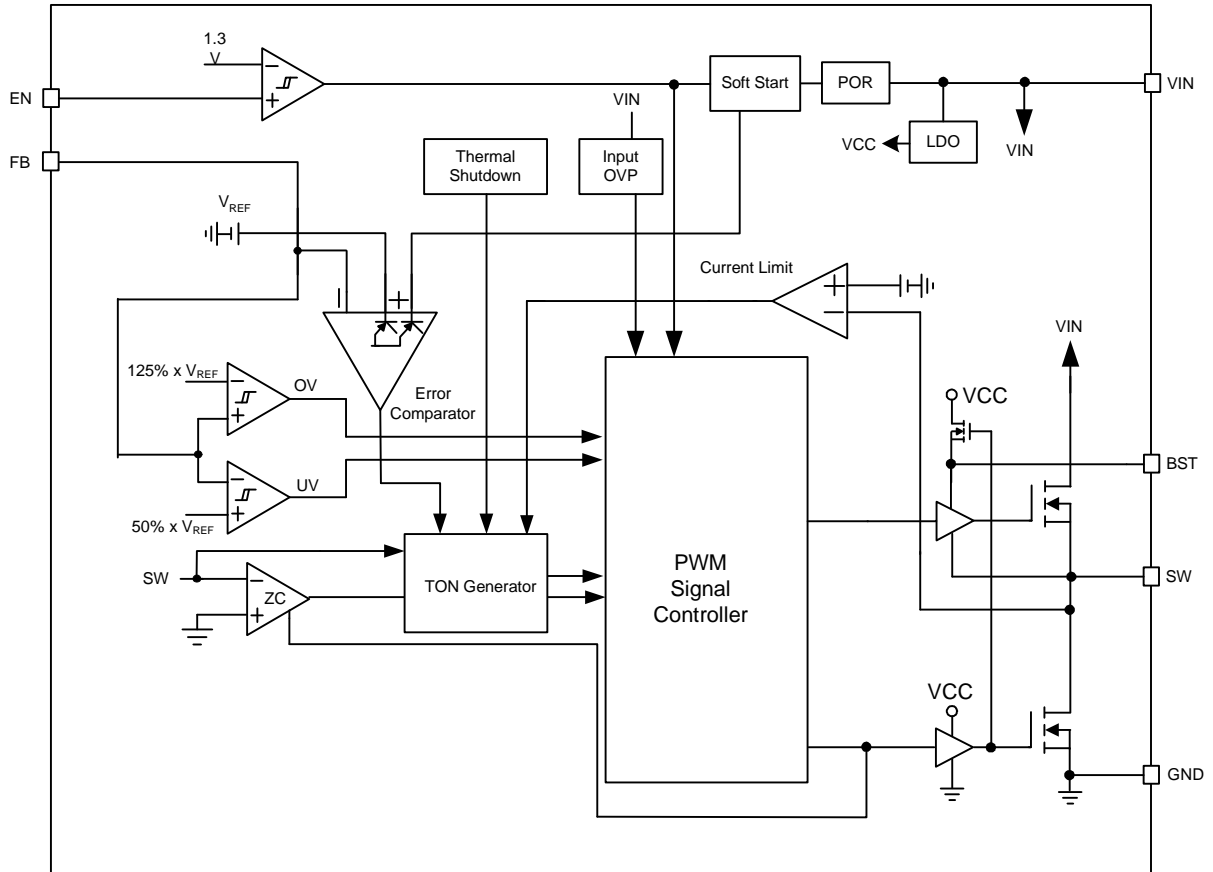 1.3
V
−
+
EN
FB
VIN
Soft Start
POR
VIN
VCC
LDO
VIN
Thermal
Shutdown
Input
OVP
VREF
Current Limit
+
−
VIN
−
+
125% x VREF
−
+
OV
Error
Comparator
VCC
−
+
UV
50% x VREF
BST
SW
−
ZC
+
TON Generator
PWM
Signal
Controller
SW
VCC
GND